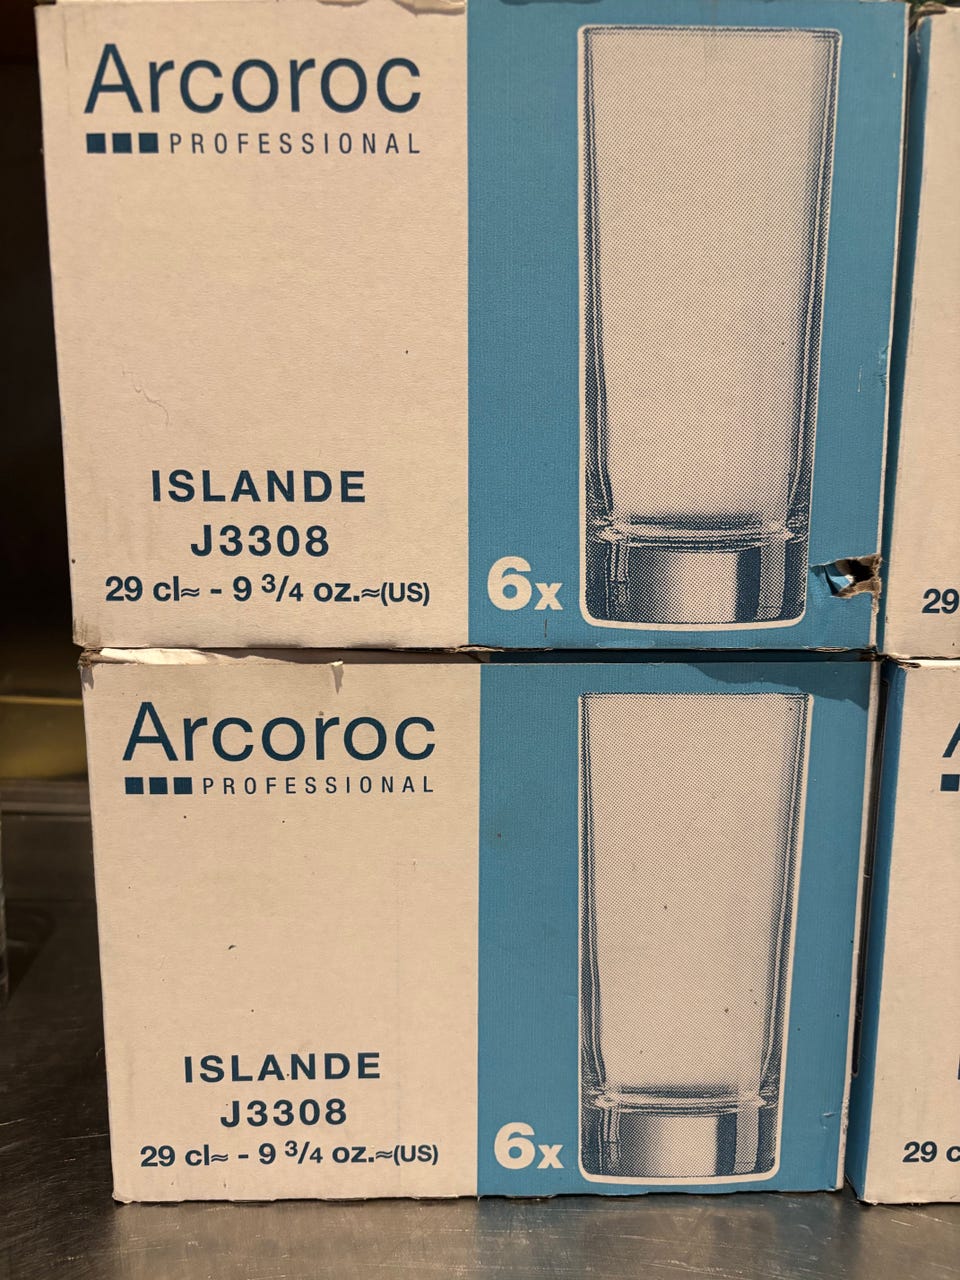 Arcoroc
PROFESSIONAL
ISLANDE
J3308
29 cl≈ - 9 3/4 oz.≈(US)
6x
29
Arcoroc
PROFESSIONAL
ISLANDE
J3308
29 cl≈ - 9 3/4 oz.≈(US)
6x
29 c